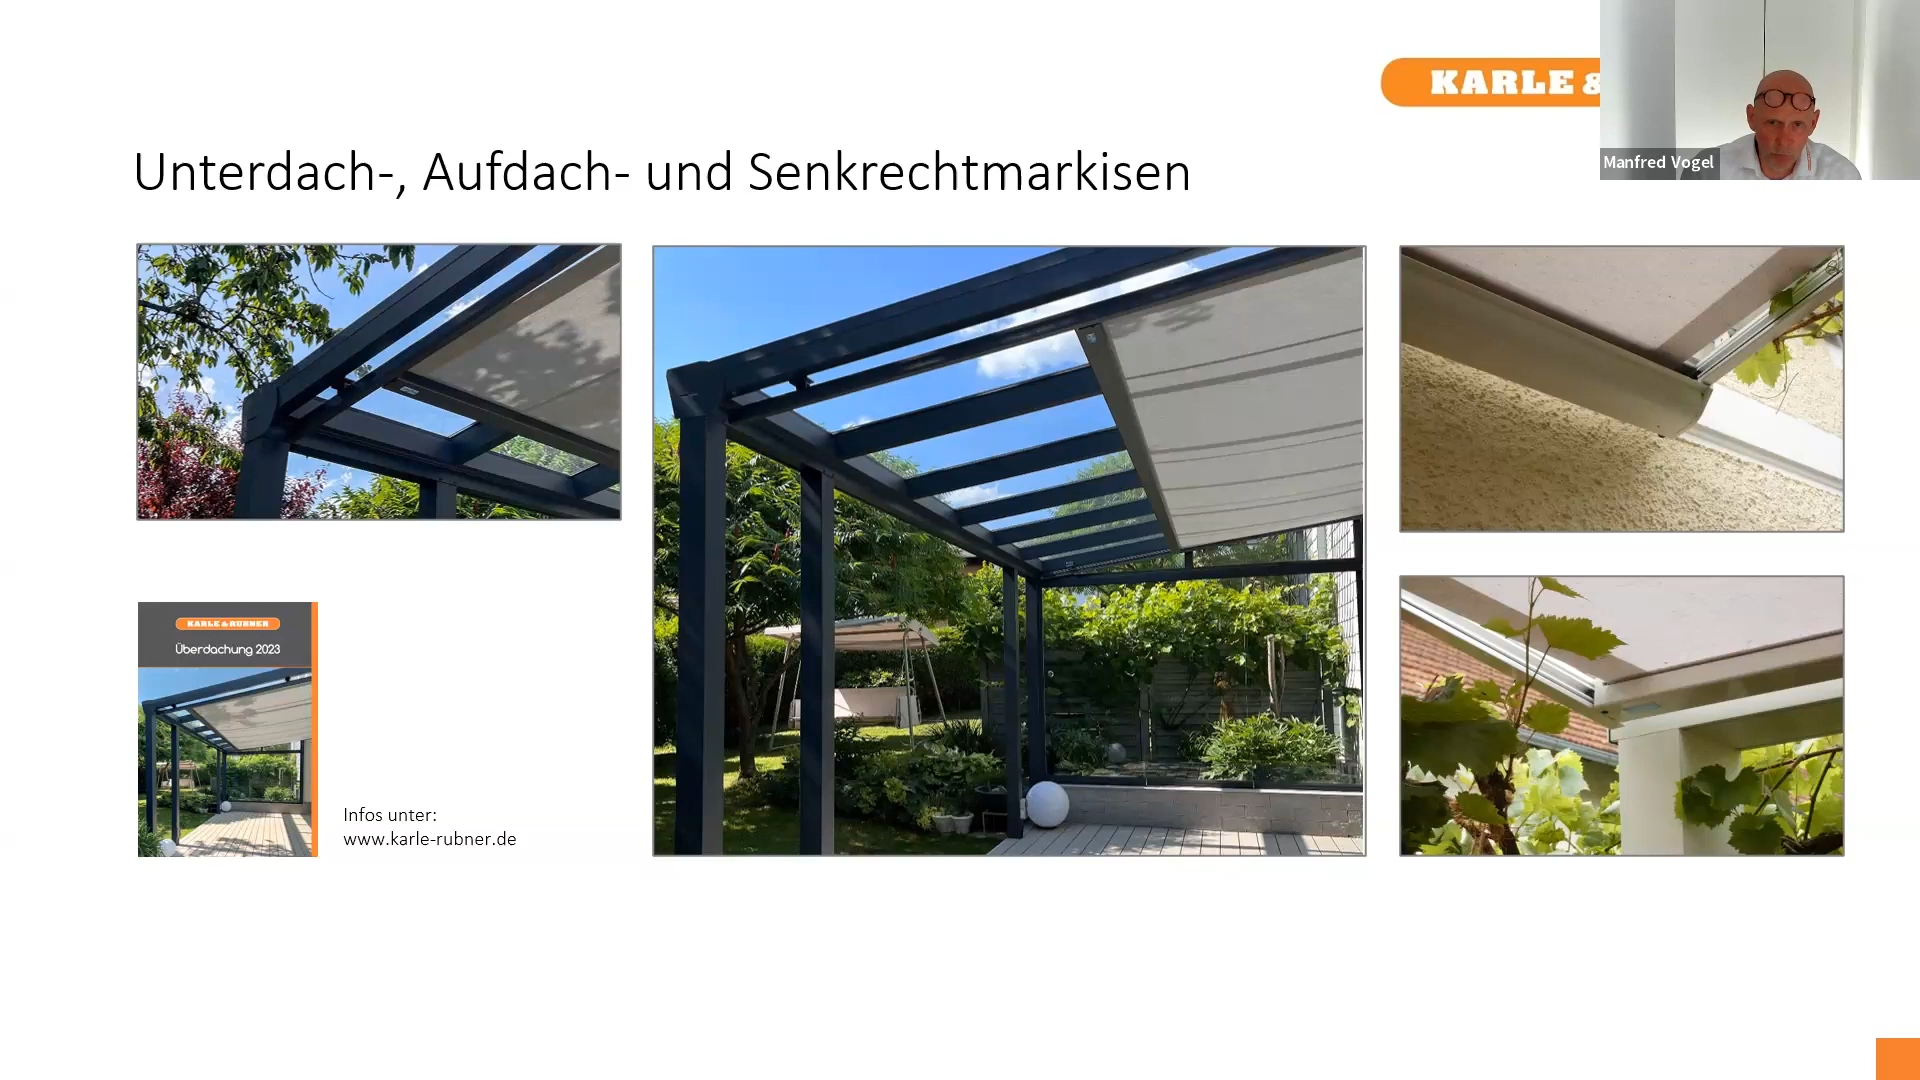 KARLE &
Manfred Vogel
Unterdach-, Aufdach- und Senkrechtmarkisen
KARLE & RUBNER
Überdachung 2023
Infos unter:
www.karle-rubner.de